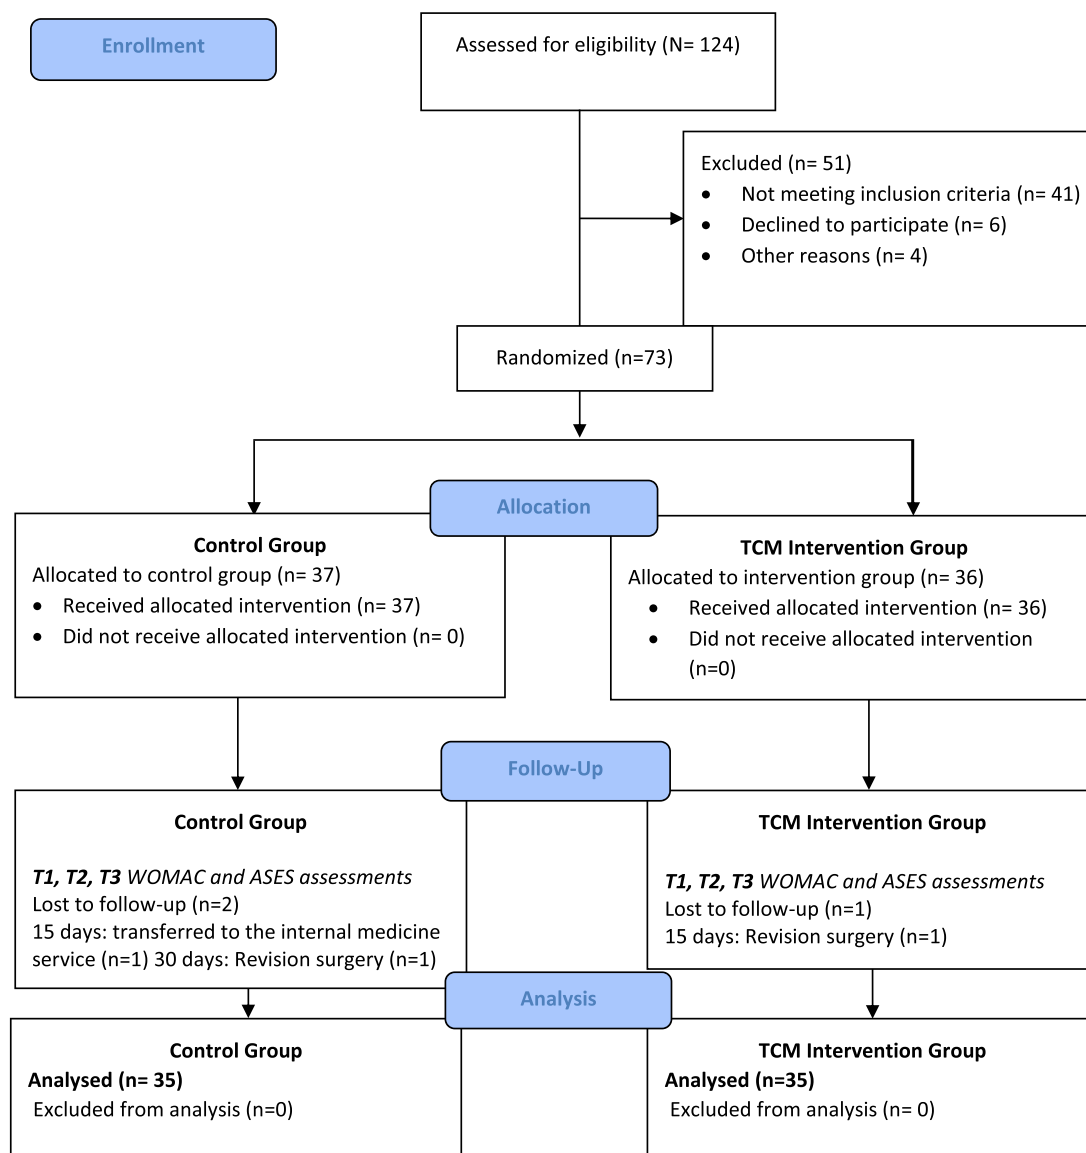 Enrollment
Assessed for eligibility (N= 124)
Excluded (n= 51)
• Not meeting inclusion criteria (n= 41)
• Declined to participate (n= 6)
• Other reasons (n= 4)
Randomized (n=73)
Allocation
Control Group
Allocated to control group (n= 37)
• Received allocated intervention (n= 37)
• Did not receive allocated intervention (n= 0)
TCM Intervention Group
Allocated to intervention group (n= 36)
• Received allocated intervention (n= 36)
• Did not receive allocated intervention
(n=0)
Follow-Up
Control Group
T1, T2, T3 WOMAC and ASES assessments
Lost to follow-up (n=2)
15 days: transferred to the internal medicine
service (n=1) 30 days: Revision surgery (n=1)
TCM Intervention Group
T1, T2, T3 WOMAC and ASES assessments
Lost to follow-up (n=1)
15 days: Revision surgery (n=1)
Analysis
Control Group
Analysed (n= 35)
Excluded from analysis (n=0)
TCM Intervention Group
Analysed (n=35)
Excluded from analysis (n= 0)